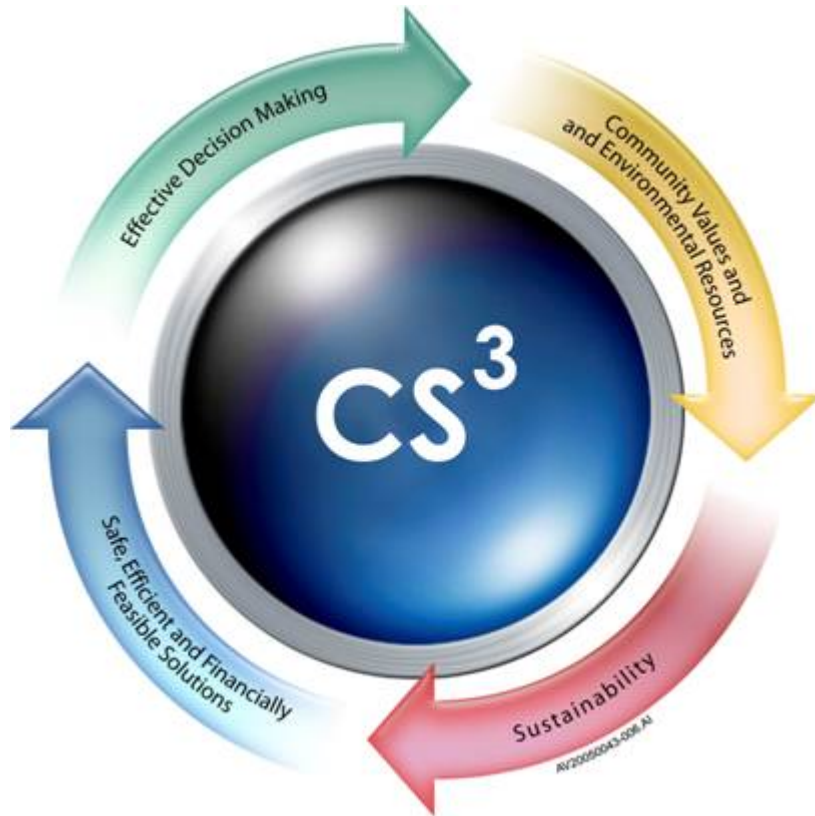 Effective Decision Making
Community Values and
and Environmental Resources
CS³
Safe, Efficient and Financially
Feasible Solutions
Sustainability
AV20050043-006.AI